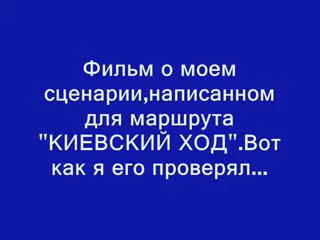 Фильм о моем
сценарии,написанном
для маршрута
"КИЕВСКИЙ ХОД".Вот
как я его проверял...